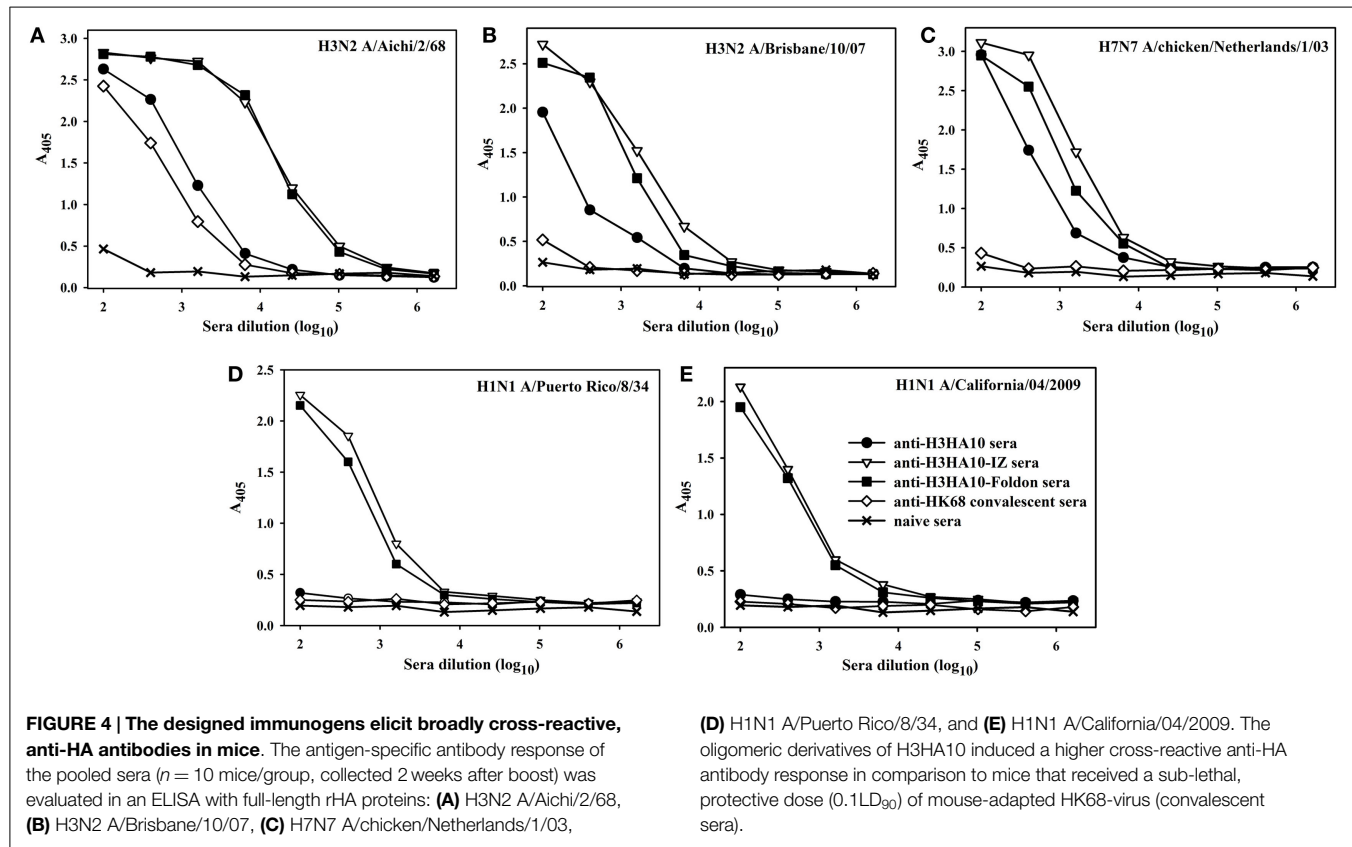 A
H3N2 A/Aichi/2/68
3.0
2.5
2.0
1.5
1.0
0.5
0.0
A405
2 3 4 5 6
Sera dilution (log10)
B
H3N2 A/Brisbane/10/07
2.5
2.0
1.5
1.0
0.5
0.0
A405
2 3 4 5 6
Sera dilution (log10)
C
H7N7 A/chicken/Netherlands/1/03
3.0
2.5
2.0
1.5
1.0
0.5
0.0
A405
2 3 4 5 6
Sera dilution (log10)
D
H1N1 A/Puerto Rico/8/34
2.5
2.0
1.5
1.0
0.5
0.0
A405
2 3 4 5 6
Sera dilution (log10)
E
H1N1 A/California/04/2009
2.0
1.5
1.0
0.5
0.0
A405
anti-H3HA10 sera
anti-H3HA10-IZ sera
anti-H3HA10-Foldon sera
anti-HK68 convalescent sera
naive sera
2 3 4 5 6
Sera dilution (log10)
FIGURE 4 | The designed immunogens elicit broadly cross-reactive,
anti-HA antibodies in mice. The antigen-specific antibody response of
the pooled sera (n = 10 mice/group, collected 2 weeks after boost) was
evaluated in an ELISA with full-length rHA proteins: (A) H3N2 A/Aichi/2/68,
(B) H3N2 A/Brisbane/10/07, (C) H7N7 A/chicken/Netherlands/1/03,
(D) H1N1 A/Puerto Rico/8/34, and (E) H1N1 A/California/04/2009. The
oligomeric derivatives of H3HA10 induced a higher cross-reactive anti-HA
antibody response in comparison to mice that received a sub-lethal,
protective dose (0.1LD90) of mouse-adapted HK68-virus (convalescent
sera).